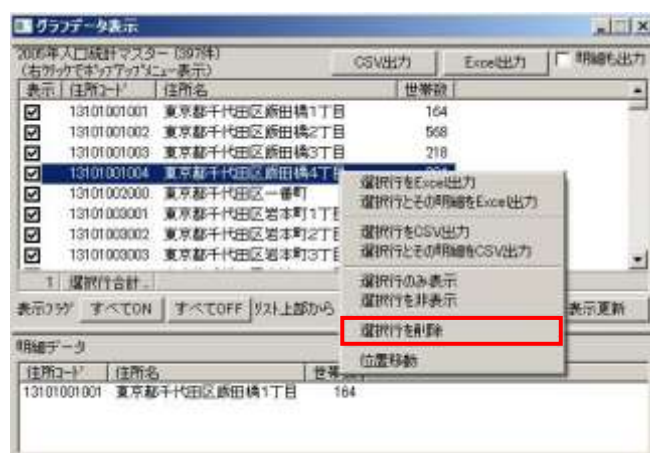 グラフデータ表示
2005年人口統計マスター (397件)
(右クリックでポップアップメニュー表示)
CSV出力 Excel出力 明細も出力
表示 住所コード 住所名 世帯数
13101001001 東京都千代田区飯田橋1丁目 164
13101001002 東京都千代田区飯田橋2丁目 568
13101001003 東京都千代田区飯田橋3丁目 218
13101001004 東京都千代田区飯田橋4丁
13101002000 東京都千代田区一番町
13101003001 東京都千代田区岩本町1丁
13101003002 東京都千代田区岩本町2丁
13101003003 東京都千代田区岩本町3丁
1 選択行合計
表示フラグ すべてON すべてOFF リスト上部から 表示更新
選択行をExcel出力
選択行とその明細をExcel出力
選択行をCSV出力
選択行とその明細をCSV出力
選択行のみ表示
選択行を非表示
選択行を削除
位置移動
明細データ
住所コード 住所名
13101001001 東京都千代田区飯田橋1丁目 164